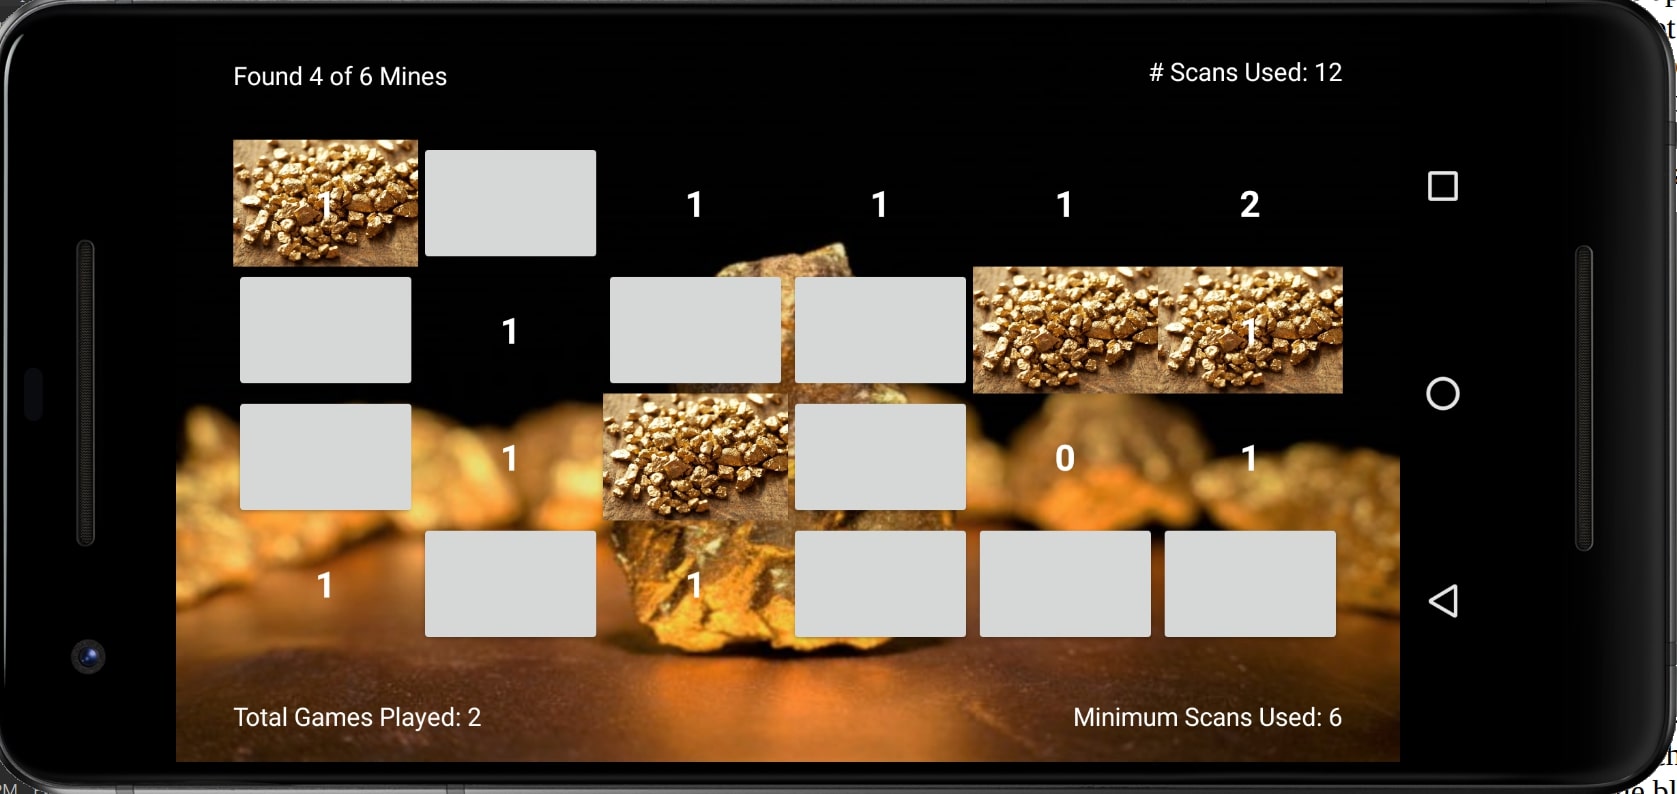 Found 4 of 6 Mines
# Scans Used: 12
1 1 1 1 2
1 1
1 0 1
1 1
Total Games Played: 2
Minimum Scans Used: 6